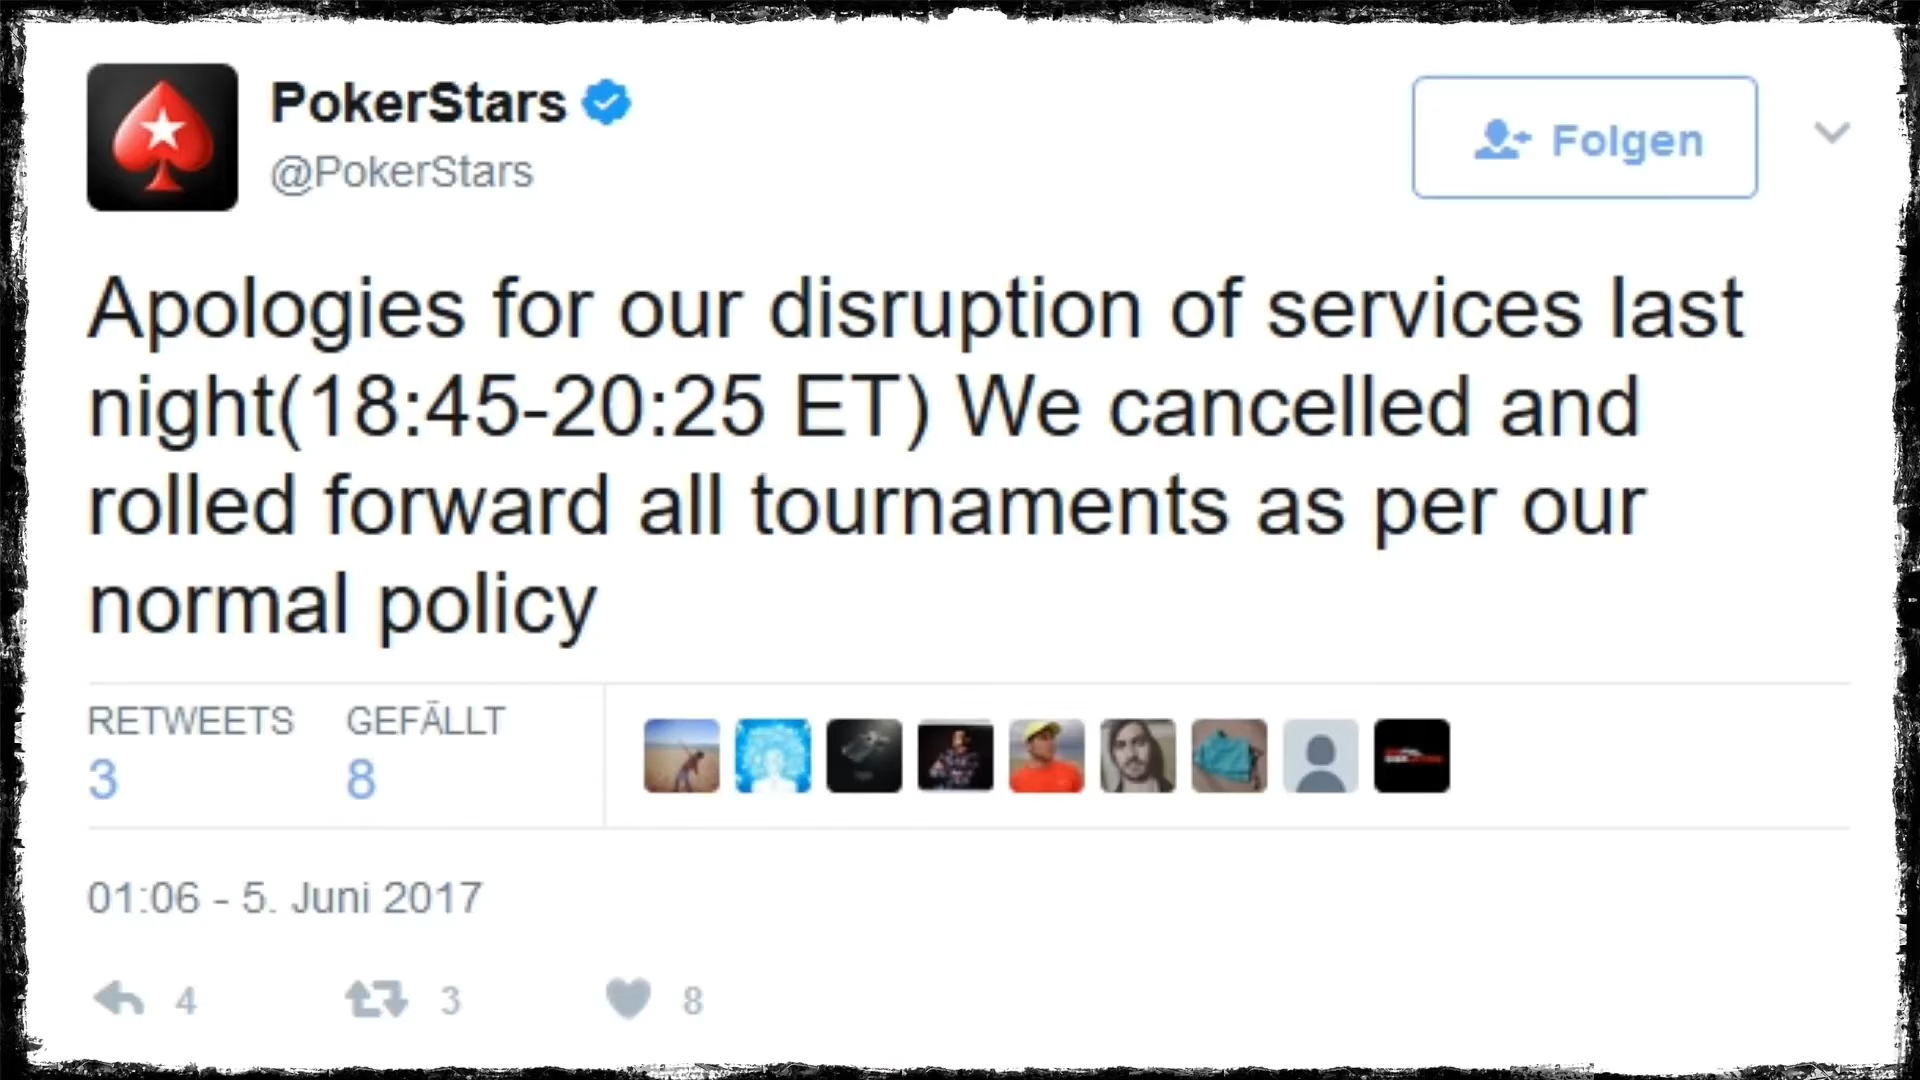 PokerStars
@PokerStars
Folgen
Apologies for our disruption of services last
night(18:45-20:25 ET) We cancelled and
rolled forward all tournaments as per our
normal policy
RETWEETS GEFÄLLT
3 8
01:06 - 5. Juni 2017
4 3 8